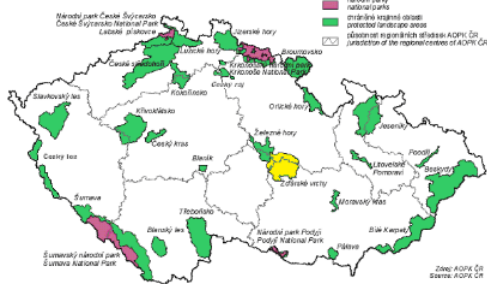 národní parky
national parks
chráněné krajinné oblasti
protected landscape areas
působnost regionálních středisek AOPK ČR
jurisdiction of the regional centres of AOPK ČR
Národní park České Švýcarsko
České Švýcarsko National Park
Labské pískovce
Jizerské hory
Lužické hory
Krkonošský národní park
Krkonoše National Park
Broumovsko
České středohoří
Český ráj
Kokořínsko
Slavkovský les
Orlické hory
Křivoklátsko
Český kras
Železné hory
Jeseníky
Český les
Blaník
Žďárské vrchy
Litovelské
Pomoraví
Poodří
Beskydy
Šumava
Třeboňsko
Moravský kras
Blanský les
Národní park Podyjí
Podyjí National Park
Bílé Karpaty
Pálava
Šumavský národní park
Šumava National Park
Zdroj: AOPK ČR
Source: AOPK ČR